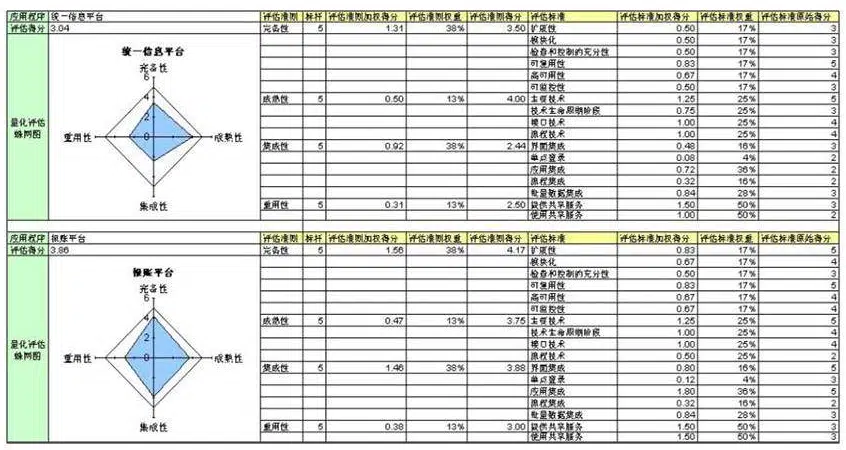 应用程序 统一信息平台 评估准则 标杆 评估准则加权得分 评估准则权重 评估准则得分 评估标准 评估标准加权得分 评估标准权重 评估标准原始得分
评估得分 3.04 完备性 5 1.31 38% 3.50 扩展性 0.50 17% 3
模块化 0.50 17% 3
检查和控制的充分性 0.50 17% 3
可复用性 0.83 17% 5
高可用性 0.67 17% 4
可监控性 0.50 17% 3
成熟性 5 0.50 13% 4.00 主要技术 1.25 25% 5
技术生命周期阶段 0.75 25% 3
接口技术 1.00 25% 4
流程技术 1.00 25% 4
集成性 5 0.92 38% 2.44 界面集成 0.48 16% 3
单点登录 0.08 4% 2
应用集成 0.72 36% 2
流程集成 0.32 16% 2
批量数据集成 0.84 28% 3
重用性 5 0.31 13% 2.50 提供共享服务 1.50 50% 3
使用共享服务 1.00 50% 2
量化评估
蛛网图
统一信息平台
完备性
6
4
2
0
重用性 成熟性
集成性
应用程序 报账平台 评估准则 标杆 评估准则加权得分 评估准则权重 评估准则得分 评估标准 评估标准加权得分 评估标准权重 评估标准原始得分
评估得分 3.86 完备性 5 1.56 38% 4.17 扩展性 0.83 17% 5
模块化 0.67 17% 4
检查和控制的充分性 0.50 17% 3
可复用性 0.83 17% 5
高可用性 0.67 17% 4
可监控性 0.67 17% 4
成熟性 5 0.47 13% 3.75 主要技术 1.25 25% 5
技术生命周期阶段 1.00 25% 4
接口技术 1.00 25% 4
流程技术 0.50 25% 2
集成性 5 1.46 38% 3.88 界面集成 0.80 16% 5
单点登录 0.12 4% 3
应用集成 1.80 36% 5
流程集成 0.32 16% 2
批量数据集成 0.84 28% 3
重用性 5 0.38 13% 3.00 提供共享服务 1.50 50% 3
使用共享服务 1.50 50% 3
量化评估
蛛网图
报账平台
完备性
6
4
2
0
重用性 成熟性
集成性